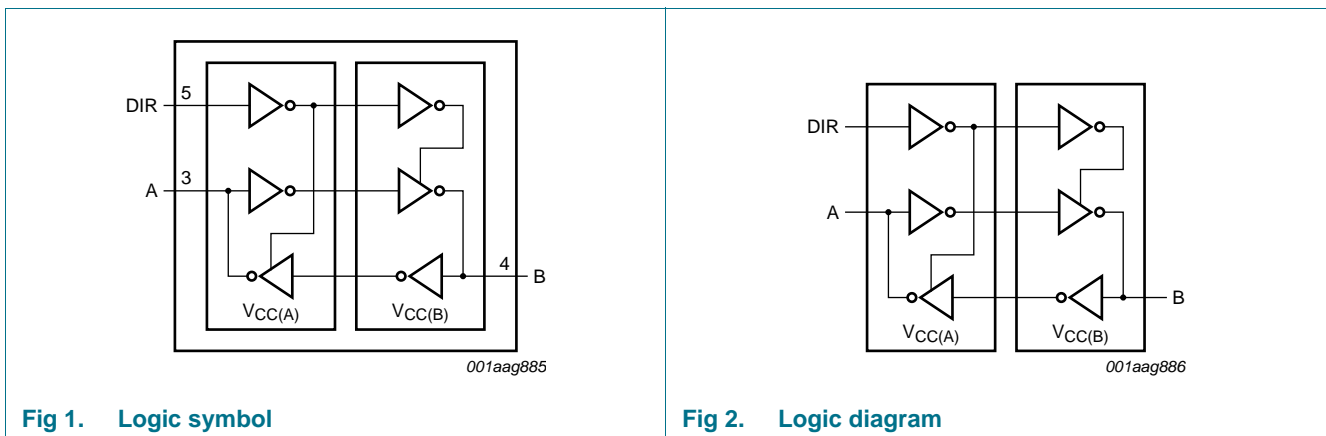 DIR
5
A
3
4
B
VCC(A)
VCC(B)
001aag885
Fig 1. Logic symbol
DIR
A
B
VCC(A)
VCC(B)
001aag886
Fig 2. Logic diagram